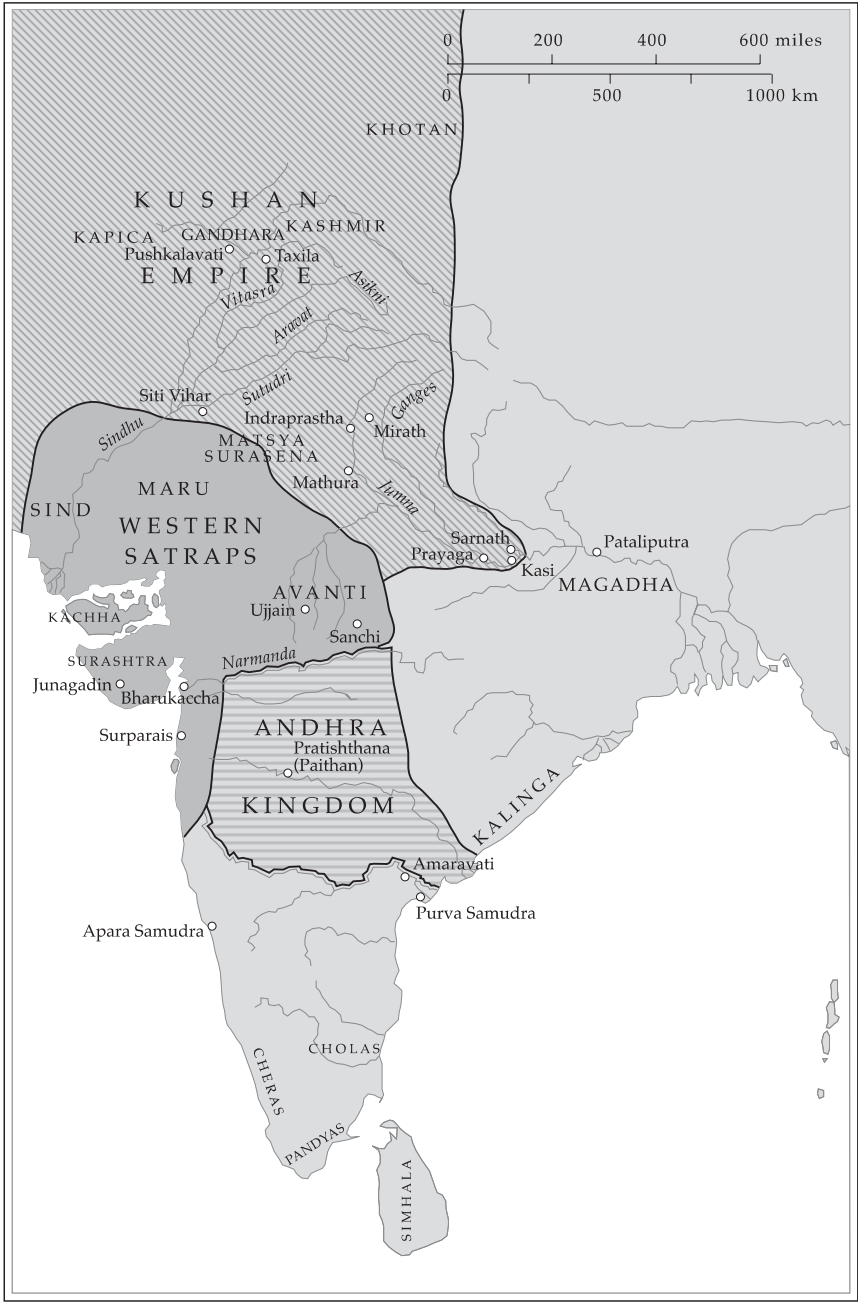 0 200 400 600 miles
0 500 1000 km
KHOTAN
KUSHAN
KASHMIR
GANDHARA
KAPICA
Pushkalavati
Taxila
EMPIRE
Asikni
Vitasra
Aravat
Sutudri
Siti Vihar
Ganges
Indraprastha
Mirath
Sindhu
MATSYA
SURASENA
Mathura
MARU
Jumna
SIND
WESTERN
SATRAPS
Sarnath
Pataliputra
Prayaga
Kasi
MAGADHA
AVANTI
Ujjain
KACHHA
Sanchi
Narmanda
SURASHTRA
Junagadin
Bharukaccha
ANDHRA
Surparais
Pratishthana
(Paithan)
KINGDOM
KALINGA
Amaravati
Purva Samudra
Apara Samudra
CHOLAS
CHERAS
PANDYAS
SIMHALA